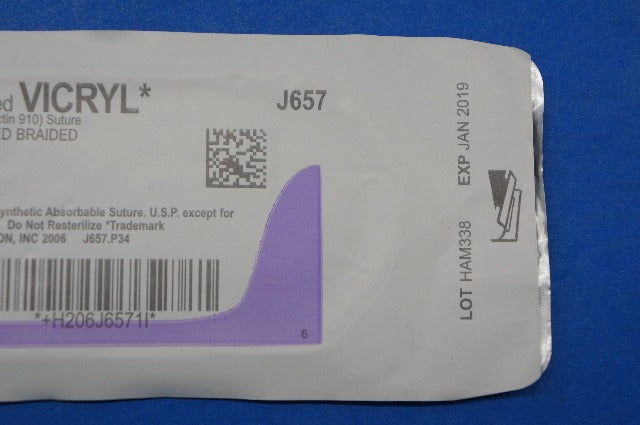 ed VICRYL*
ctin 910) Suture
ED BRAIDED
J657
ynthetic Absorbable Suture. U.S.P. except for
. Do Not Resterilize *Trademark
ON, INC 2006 J657.P34
*+H206J6571I*
6
LOT HAM338 EXP JAN 2019